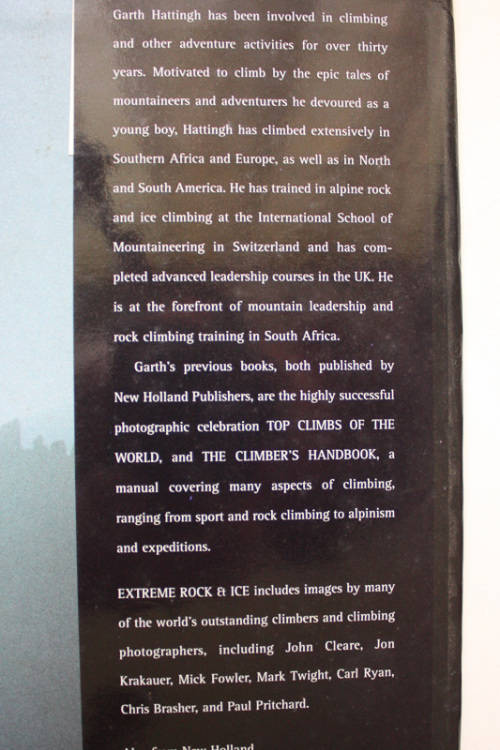 Garth Hattingh has been involved in climbing
and other adventure activities for over thirty
years. Motivated to climb by the epic tales of
mountaineers and adventurers he devoured as a
young boy, Hattingh has climbed extensively in
Southern Africa and Europe, as well as in North
and South America. He has trained in alpine rock
and ice climbing at the International School of
Mountaineering in Switzerland and has com-
pleted advanced leadership courses in the UK. He
is at the forefront of mountain leadership and
rock climbing training in South Africa.
Garth's previous books, both published by
New Holland Publishers, are the highly successful
photographic celebration TOP CLIMBS OF THE
WORLD, and THE CLIMBER'S HANDBOOK, a
manual covering many aspects of climbing,
ranging from sport and rock climbing to alpinism
and expeditions.
EXTREME ROCK & ICE includes images by many
of the world's outstanding climbers and climbing
photographers, including John Cleare, Jon
Krakauer, Mick Fowler, Mark Twight, Carl Ryan,
Chris Brasher, and Paul Pritchard.
from New Holland